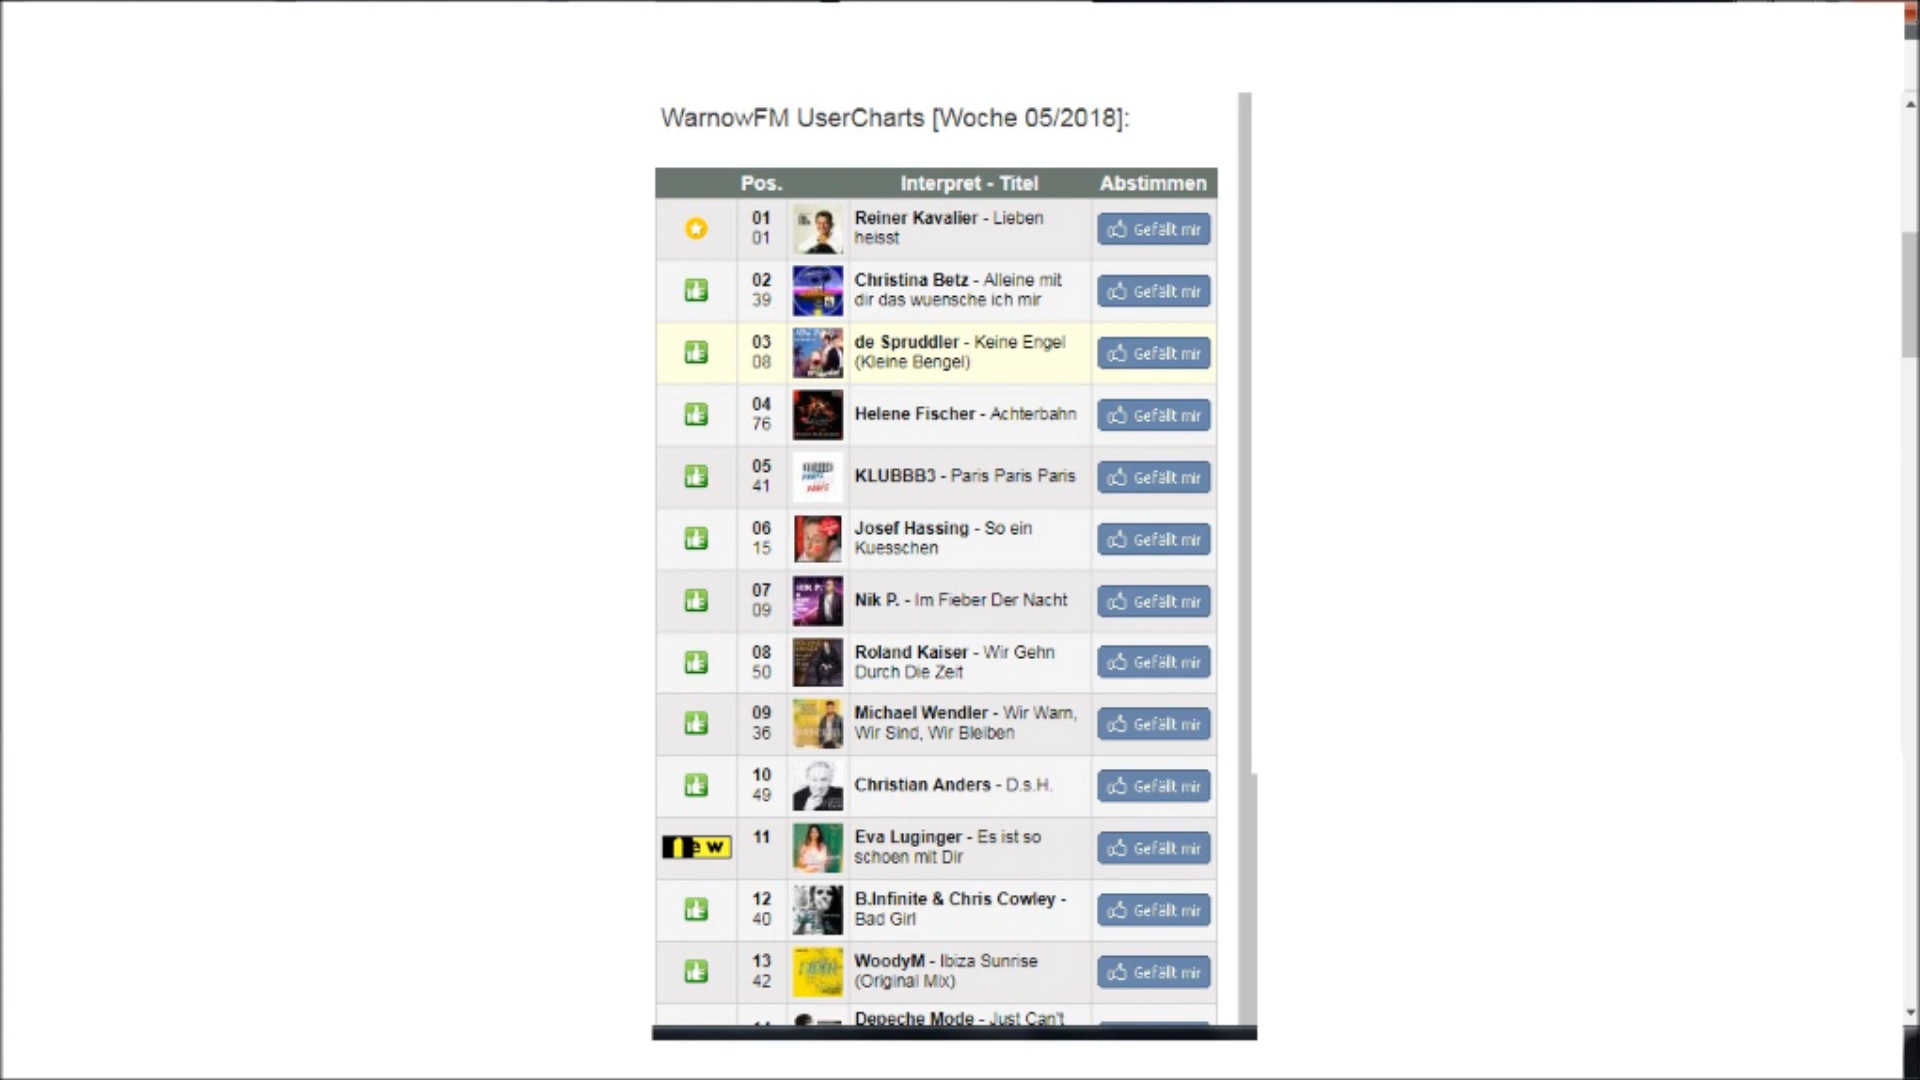 WarnowFM UserCharts [Woche 05/2018]:
Pos. Interpret - Titel Abstimmen
01 Reiner Kavalier - Lieben
01 heisst
Gefällt mir
02 Christina Betz - Alleine mit
39 dir das wuensche ich mir
Gefällt mir
03 de Spruddler - Keine Engel
08 (Kleine Bengel)
Gefällt mir
04
76
Helene Fischer - Achterbahn
Gefällt mir
05
41
KLUBBB3 - Paris Paris Paris
Gefällt mir
06 Josef Hassing - So ein
15 Kuesschen
Gefällt mir
07
09
Nik P. - Im Fieber Der Nacht
Gefällt mir
08 Roland Kaiser - Wir Gehn
50 Durch Die Zeit
Gefällt mir
09 Michael Wendler - Wir Warn,
36 Wir Sind, Wir Bleiben
Gefällt mir
10
49
Christian Anders - D.s.H.
Gefällt mir
new
11 Eva Luginger - Es ist so
schoen mit Dir
Gefällt mir
12 B.Infinite & Chris Cowley -
40 Bad Girl
Gefällt mir
13 WoodyM - Ibiza Sunrise
42 (Original Mix)
Gefällt mir
Depeche Mode - Just Can't